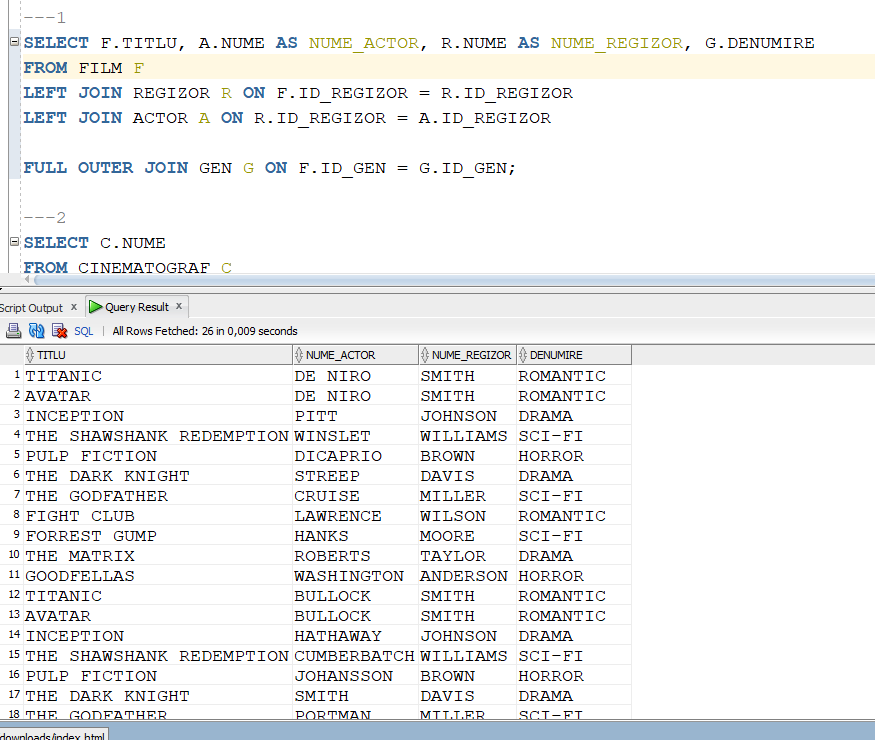 ---1
SELECT F.TITLU, A.NUME AS NUME_ACTOR, R.NUME AS NUME_REGIZOR, G.DENUMIRE
FROM FILM F
LEFT JOIN REGIZOR R ON F.ID_REGIZOR = R.ID_REGIZOR
LEFT JOIN ACTOR A ON R.ID_REGIZOR = A.ID_REGIZOR
FULL OUTER JOIN GEN G ON F.ID_GEN = G.ID_GEN;
---2
SELECT C.NUME
FROM CINEMATOGRAF C
Script Output x Query Result x
SQL | All Rows Fetched: 26 in 0,009 seconds
TITLU NUME_ACTOR NUME_REGIZOR DENUMIRE
1 TITANIC DE NIRO SMITH ROMANTIC
2 AVATAR DE NIRO SMITH ROMANTIC
3 INCEPTION PITT JOHNSON DRAMA
4 THE SHAWSHANK REDEMPTION WINSLET WILLIAMS SCI-FI
5 PULP FICTION DICAPRIO BROWN HORROR
6 THE DARK KNIGHT STREEP DAVIS DRAMA
7 THE GODFATHER CRUISE MILLER SCI-FI
8 FIGHT CLUB LAWRENCE WILSON ROMANTIC
9 FORREST GUMP HANKS MOORE SCI-FI
10 THE MATRIX ROBERTS TAYLOR DRAMA
11 GOODFELLAS WASHINGTON ANDERSON HORROR
12 TITANIC BULLOCK SMITH ROMANTIC
13 AVATAR BULLOCK SMITH ROMANTIC
14 INCEPTION HATHAWAY JOHNSON DRAMA
15 THE SHAWSHANK REDEMPTION CUMBERBATCH WILLIAMS SCI-FI
16 PULP FICTION JOHANSSON BROWN HORROR
17 THE DARK KNIGHT SMITH DAVIS DRAMA
18 THE GODFATHER PORTMAN MILLER SCI-FI
downloads/index.html